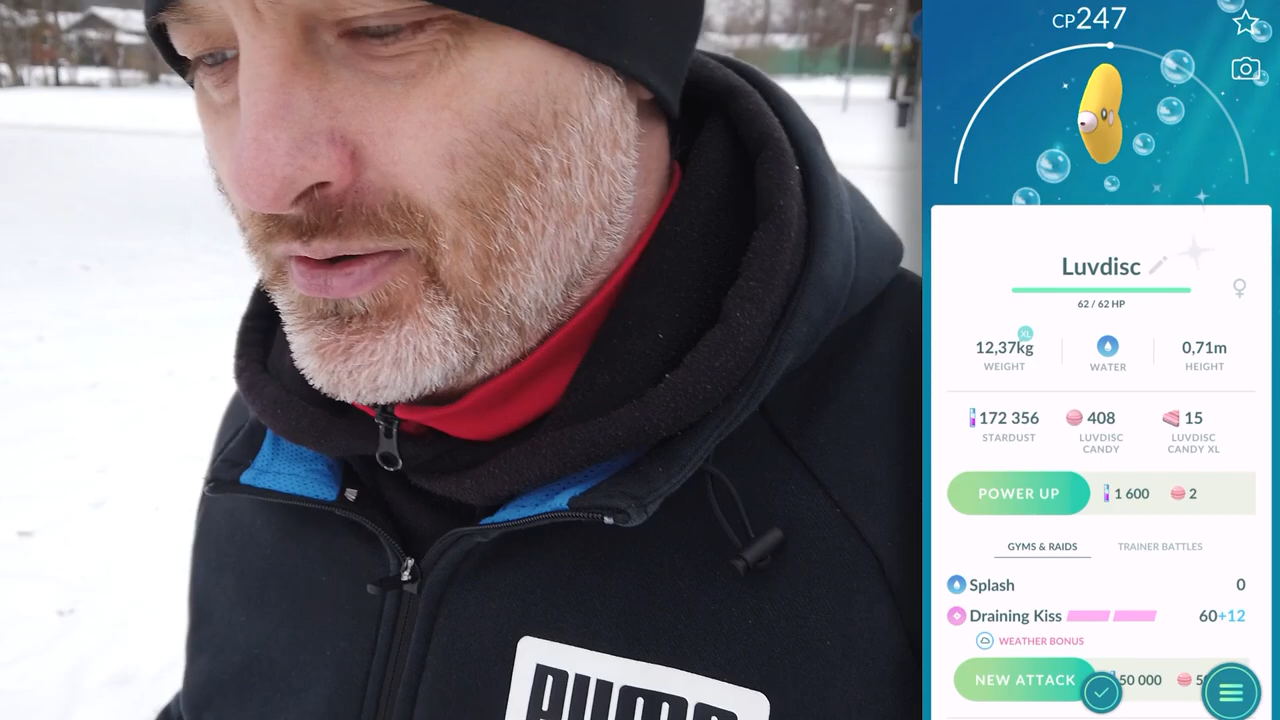 CP247
Luvdisc
62 / 62 HP
XL
12,37kg
WEIGHT
WATER
0,71m
HEIGHT
172 356
STARDUST
408
LUVDISC
CANDY
15
LUVDISC
CANDY XL
POWER UP
1 600
2
GYMS & RAIDS
TRAINER BATTLES
Splash
0
Draining Kiss
60+12
WEATHER BONUS
NEW ATTACK
50 000
PUMA